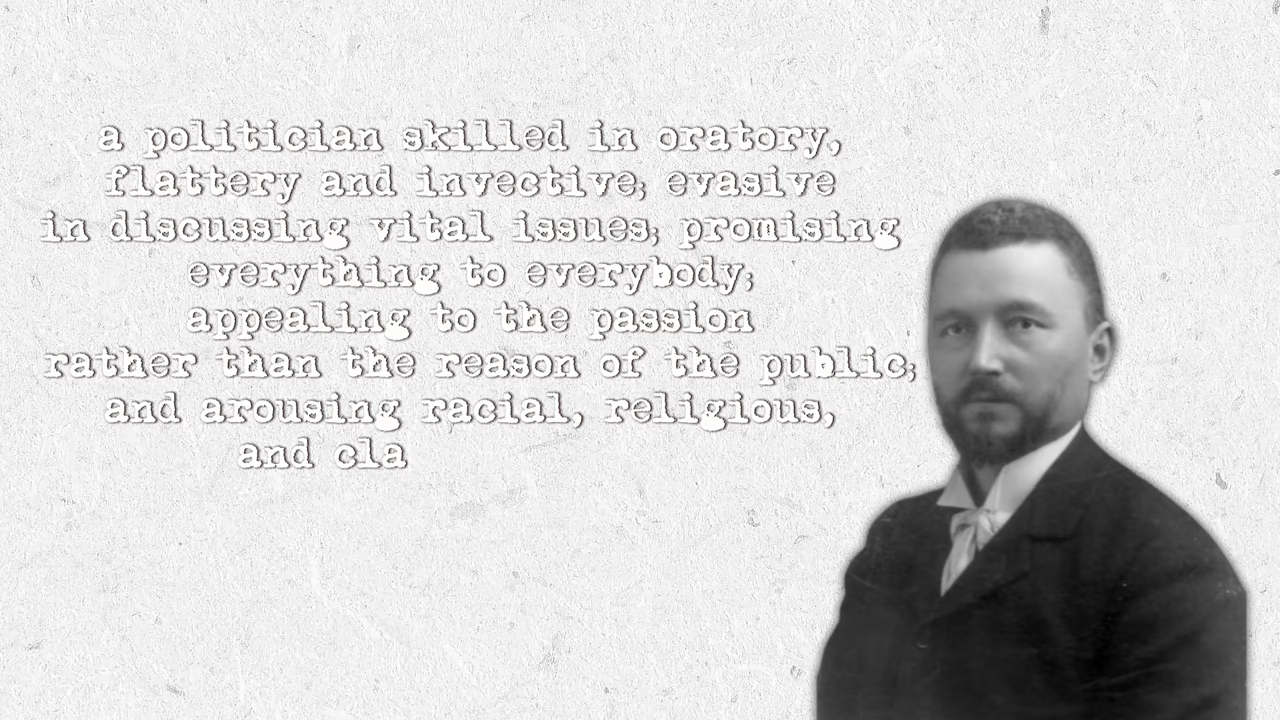 a politician skilled in oratory,
flattery and invective; evasive
in discussing vital issues; promising
everything to everybody;
appealing to the passion
rather than the reason of the public;
and arousing racial, religious,
and cla